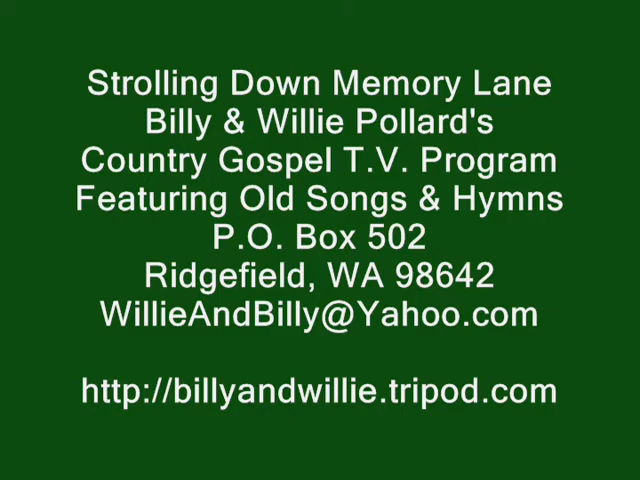 Strolling Down Memory Lane
Billy & Willie Pollard's
Country Gospel T.V. Program
Featuring Old Songs & Hymns
P.O. Box 502
Ridgefield, WA 98642
WillieAndBilly@Yahoo.com
http://billyandwillie.tripod.com